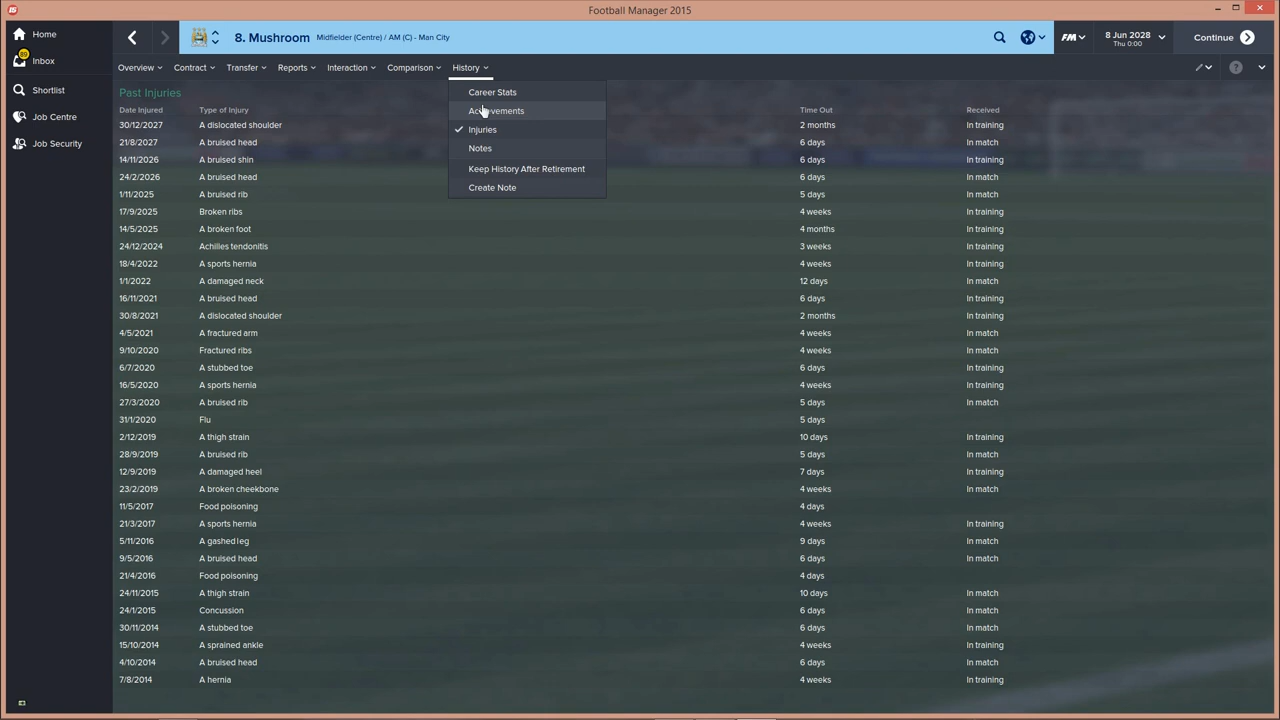 Football Manager 2015
Home
89
Inbox
Shortlist
Job Centre
Job Security
8. Mushroom Midfielder (Centre) / AM (C) - Man City
FM
8 Jun 2028
Thu 0:00
Continue
Overview Contract Transfer Reports Interaction Comparison History
?
Career Stats
Achievements
Injuries
Notes
Keep History After Retirement
Create Note
Past Injuries
Date Injured Type of Injury Time Out Received
30/12/2027 A dislocated shoulder 2 months In training
21/8/2027 A bruised head 6 days In match
14/11/2026 A bruised shin 6 days In training
24/2/2026 A bruised head 6 days In match
1/11/2025 A bruised rib 5 days In match
17/9/2025 Broken ribs 4 weeks In training
14/5/2025 A broken foot 4 months In training
24/12/2024 Achilles tendonitis 3 weeks In training
18/4/2022 A sports hernia 4 weeks In training
1/1/2022 A damaged neck 12 days In match
16/11/2021 A bruised head 6 days In training
30/8/2021 A dislocated shoulder 2 months In training
4/5/2021 A fractured arm 4 weeks In match
9/10/2020 Fractured ribs 4 weeks In match
6/7/2020 A stubbed toe 6 days In training
16/5/2020 A sports hernia 4 weeks In training
27/3/2020 A bruised rib 5 days In match
31/1/2020 Flu 5 days
2/12/2019 A thigh strain 10 days In training
28/9/2019 A bruised rib 5 days In match
12/9/2019 A damaged heel 7 days In training
23/2/2019 A broken cheekbone 4 weeks In match
11/5/2017 Food poisoning 4 days
21/3/2017 A sports hernia 4 weeks In training
5/11/2016 A gashed leg 9 days In match
9/5/2016 A bruised head 6 days In match
21/4/2016 Food poisoning 4 days
24/11/2015 A thigh strain 10 days In match
24/1/2015 Concussion 6 days In match
30/11/2014 A stubbed toe 6 days In match
15/10/2014 A sprained ankle 4 weeks In training
4/10/2014 A bruised head 6 days In match
7/8/2014 A hernia 4 weeks In training